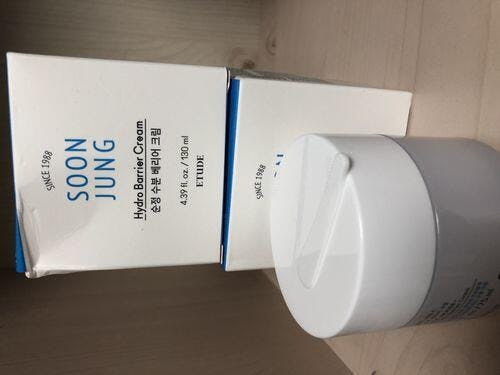 SINCE 1988
SOON
JUNG
Hydro Barrier Cream
순정 수분 베리어 크림
4.39 fl. oz. / 130 ml
ETUDE
SINCE 1988